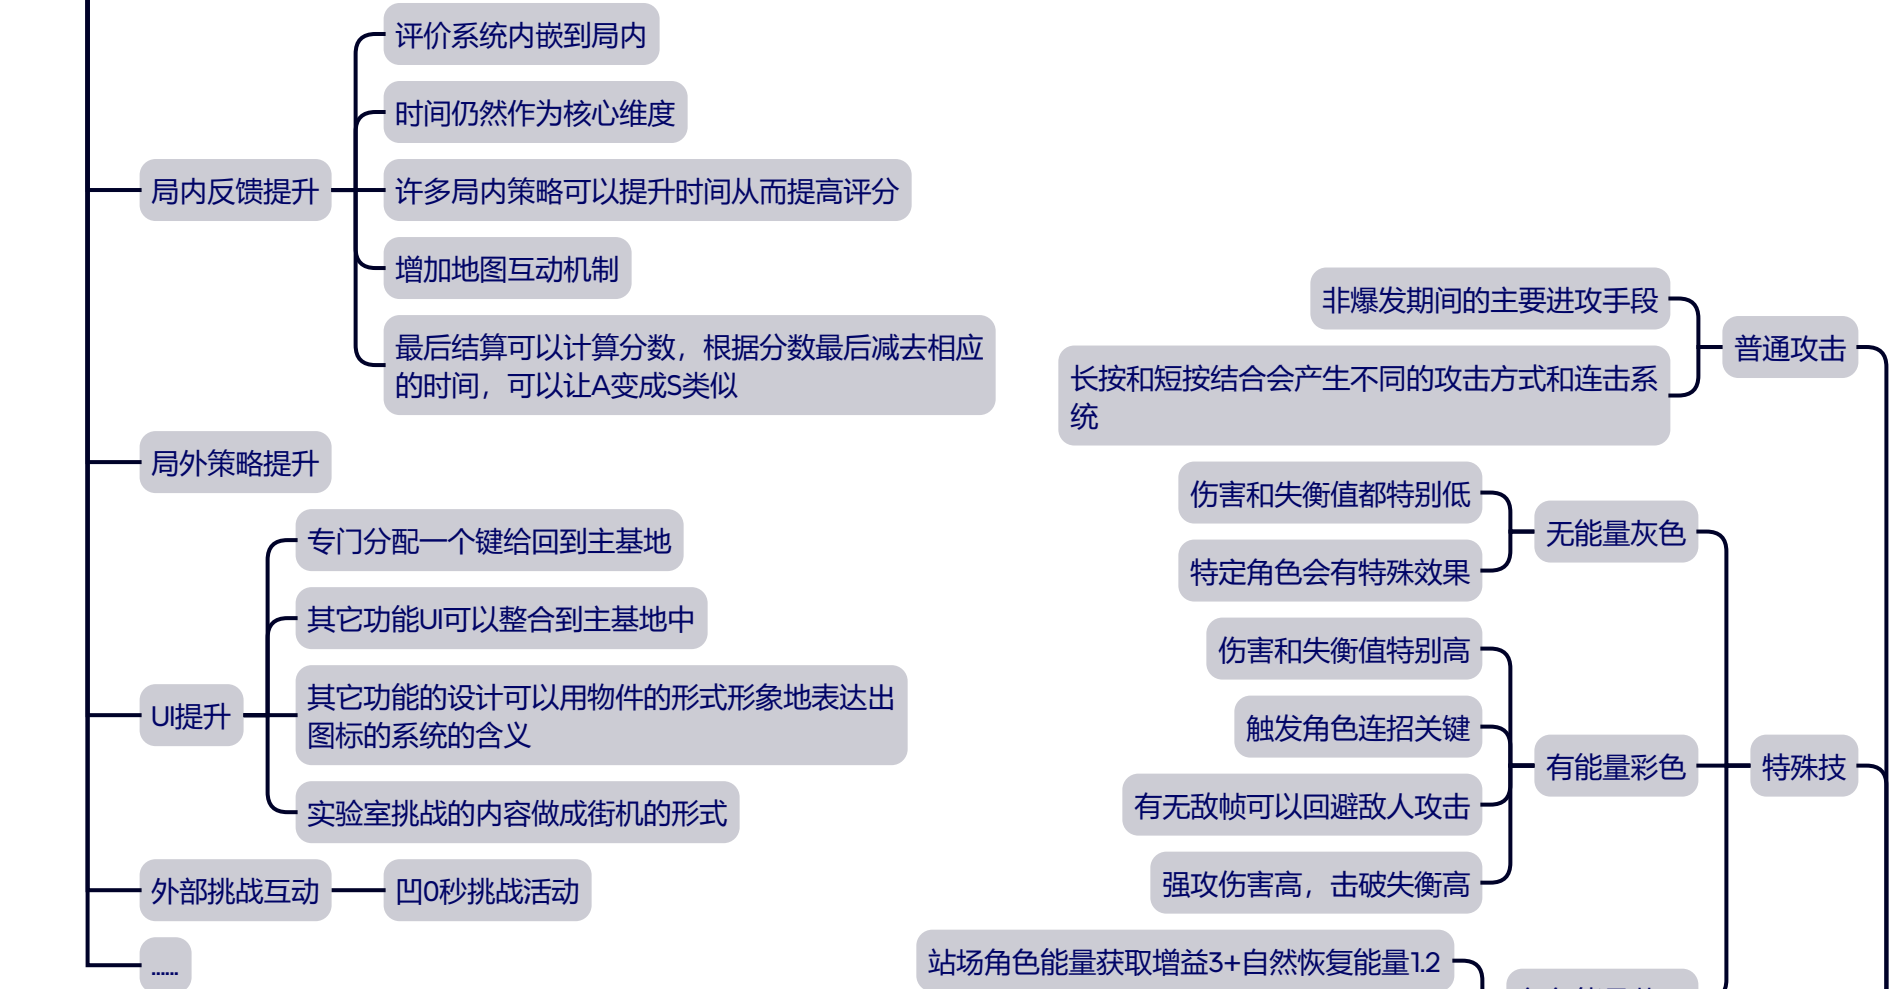 评价系统内嵌到局内
时间仍然作为核心维度
局内反馈提升
许多局内策略可以提升时间从而提高评分
增加地图互动机制
最后结算可以计算分数，根据分数最后减去相应
的时间，可以让A变成S类似
局外策略提升
专门分配一个键给回到主基地
其它功能UI可以整合到主基地中
UI提升
其它功能的设计可以用物件的形式形象地表达出
图标的系统的含义
实验室挑战的内容做成街机的形式
外部挑战互动
凹0秒挑战活动
......
非爆发期间的主要进攻手段
普通攻击
长按和短按结合会产生不同的攻击方式和连击系
统
伤害和失衡值都特别低
无能量灰色
特定角色会有特殊效果
伤害和失衡值特别高
触发角色连招关键
有能量彩色
特殊技
有无敌帧可以回避敌人攻击
强攻伤害高，击破失衡高
站场角色能量获取增益3+自然恢复能量1.2